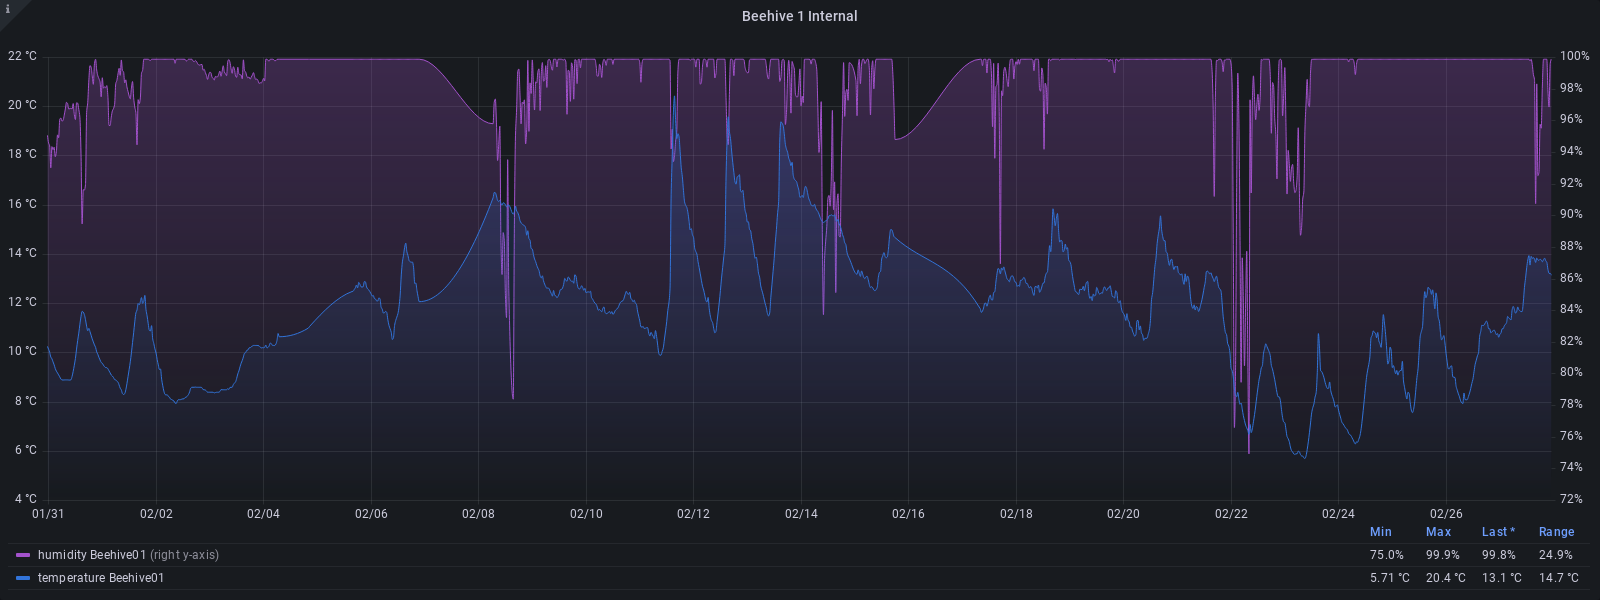 i
Beehive 1 Internal
22 °C
20 °C
18 °C
16 °C
14 °C
12 °C
10 °C
8 °C
6 °C
4 °C
100%
98%
96%
94%
92%
90%
88%
86%
84%
82%
80%
78%
76%
74%
72%
01/31 02/02 02/04 02/06 02/08 02/10 02/12 02/14 02/16 02/18 02/20 02/22 02/24 02/26
Min Max Last * Range
humidity Beehive01 (right y-axis) 75.0% 99.9% 99.8% 24.9%
temperature Beehive01 5.71 °C 20.4 °C 13.1 °C 14.7 °C